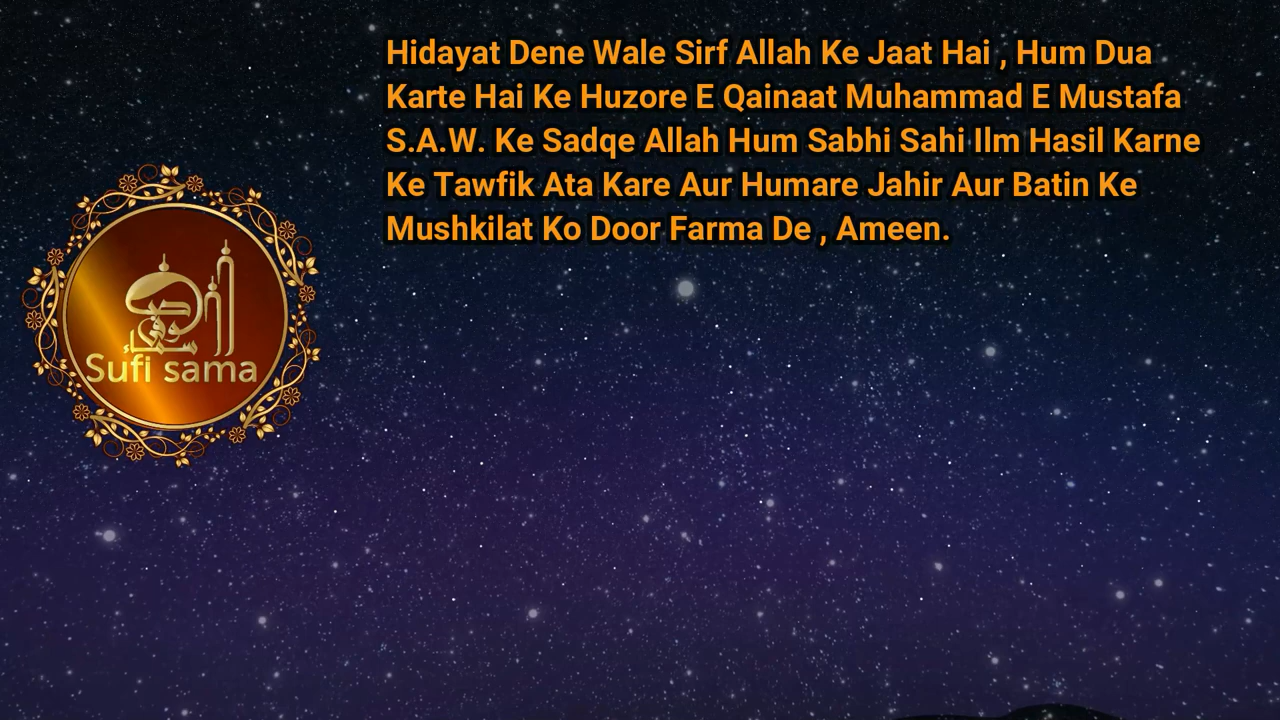 Hidayat Dene Wale Sirf Allah Ke Jaat Hai , Hum Dua
Karte Hai Ke Huzore E Qainaat Muhammad E Mustafa
S.A.W. Ke Sadqe Allah Hum Sabhi Sahi Ilm Hasil Karne
Ke Tawfik Ata Kare Aur Humare Jahir Aur Batin Ke
Mushkilat Ko Door Farma De , Ameen.
صوفی
سماء
Sufi sama